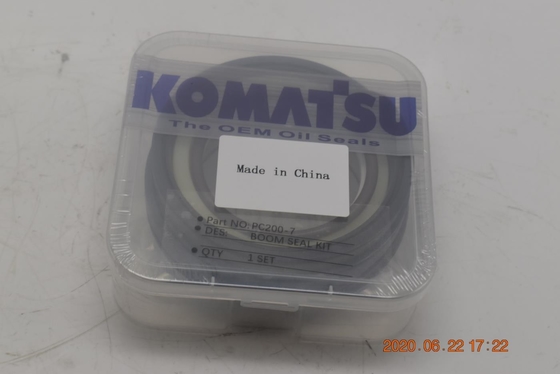 KOMATSU
The OEM Oil Seals
Made in China
Part NO: PC200-7
DES: BOOM SEAL KIT
QTY 1 SET
2020.06.22 17:22